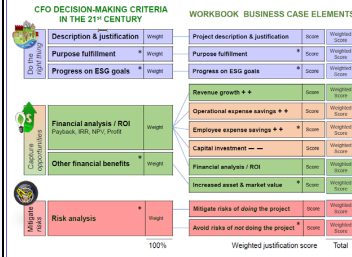 CFO DECISION-MAKING CRITERIA
IN THE 21ST CENTURY
WORKBOOK BUSINESS CASE ELEMENTS
Do the
right thing
Description & justification
Weight
Project description & justification
Score
Weighted
Score
Purpose fulfillment *
Weight
Purpose fulfillment *
Score
Weighted
Score
Progress on ESG goals *
Weight
Progress on ESG goals *
Score
Weighted
Score
Capture
opportunities
Financial analysis / ROI
Payback, IRR, NPV, Profit
Weight
Revenue growth + +
Score
Weighted
Score
Operational expense savings + +
Score
Weighted
Score
Employee expense savings + + *
Score
Weighted
Score
Capital investment — —
Score
Weighted
Score
Other financial benefits *
Weight
Financial analysis / ROI
Score
Weighted
Score
Increased asset & market value *
Score
Weighted
Score
Mitigate
risks
Risk analysis *
Weight
Mitigate risks of doing the project
Score
Weighted
Score
Avoid risks of not doing the project *
Score
Weighted
Score
100%
Weighted justification score
Total